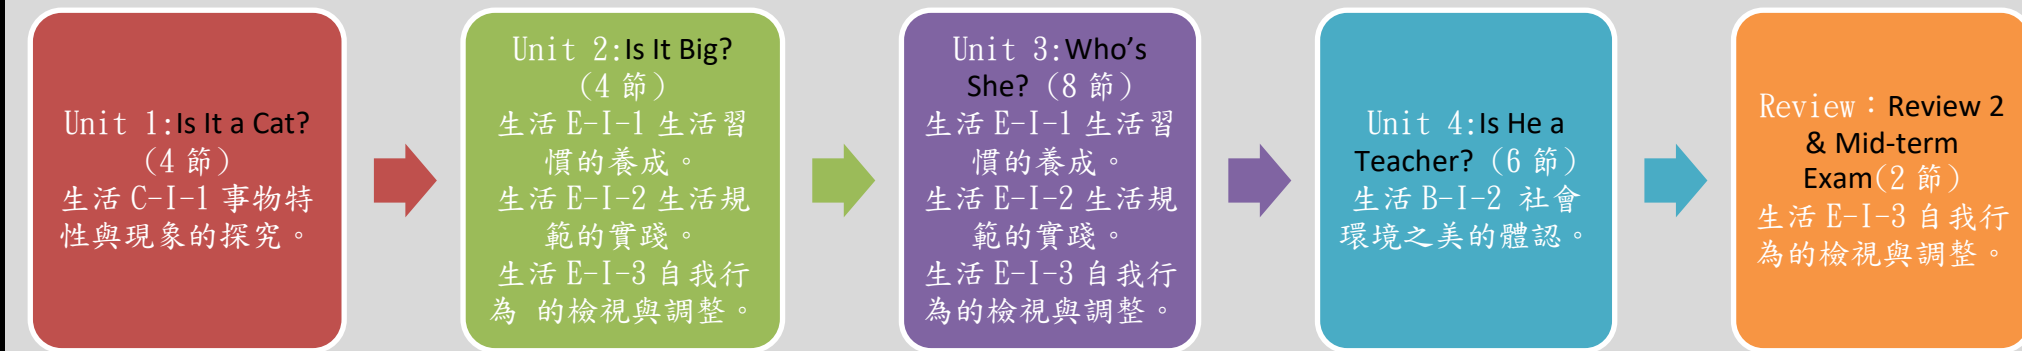 Unit 1:Is It a Cat?
(4 節)
生活 C-I-1 事物特
性與現象的探究。
Unit 2:Is It Big?
(4 節)
生活 E-I-1 生活習
慣的養成。
生活 E-I-2 生活規
範的實踐。
生活 E-I-3 自我行
為 的檢視與調整。
Unit 3:Who's
She? (8 節)
生活 E-I-1 生活習
慣的養成。
生活 E-I-2 生活規
範的實踐。
生活 E-I-3 自我行
為的檢視與調整。
Unit 4:Is He a
Teacher? (6 節)
生活 B-I-2 社會
環境之美的體認。
Review：Review 2
& Mid-term
Exam(2 節)
生活 E-I-3 自我行
為的檢視與調整。